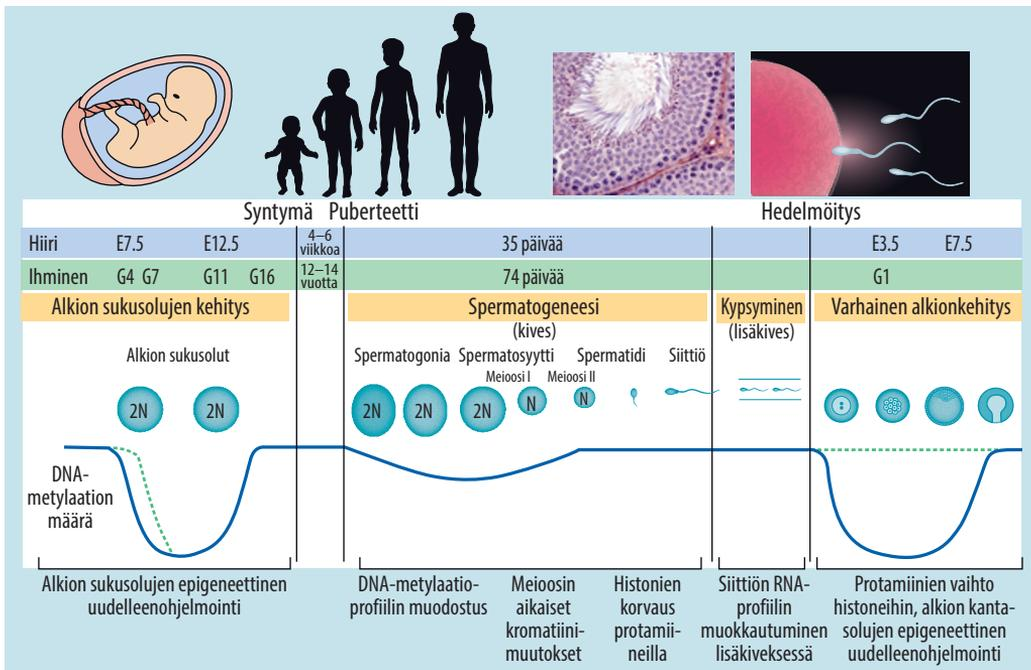 Syntymä Puberteetti Hedelmöitys
Hiiri E7.5 E12.5 4–6 viikkoa 35 päivää E3.5 E7.5
Ihminen G4 G7 G11 G16 12–14 vuotta 74 päivää G1
Alkion sukusolujen kehitys
Spermatogeneesi
(kives)
Kypsyminen
(lisäkives)
Varhainen alkionkehitys
Alkion sukusolut
Spermatogonia Spermatosyytti Spermatidi Siittiö
Meioosi I Meioosi II
2N 2N 2N 2N 2N N N
DNA-
metylaation
määrä
Alkion sukusolujen epigeneettinen
uudelleenohjelmointi
DNA-metylaatio-
profiilin muodostus
Meioosin
aikaiset
kromatiini-
muutokset
Histonien
korvaus
protamii-
neilla
Siittiön RNA-
profiilin
muokkautuminen
lisäkiveksessä
Protamiinien vaihto
histoneihin, alkion kanta-
solujen epigeneettinen
uudelleenohjelmointi